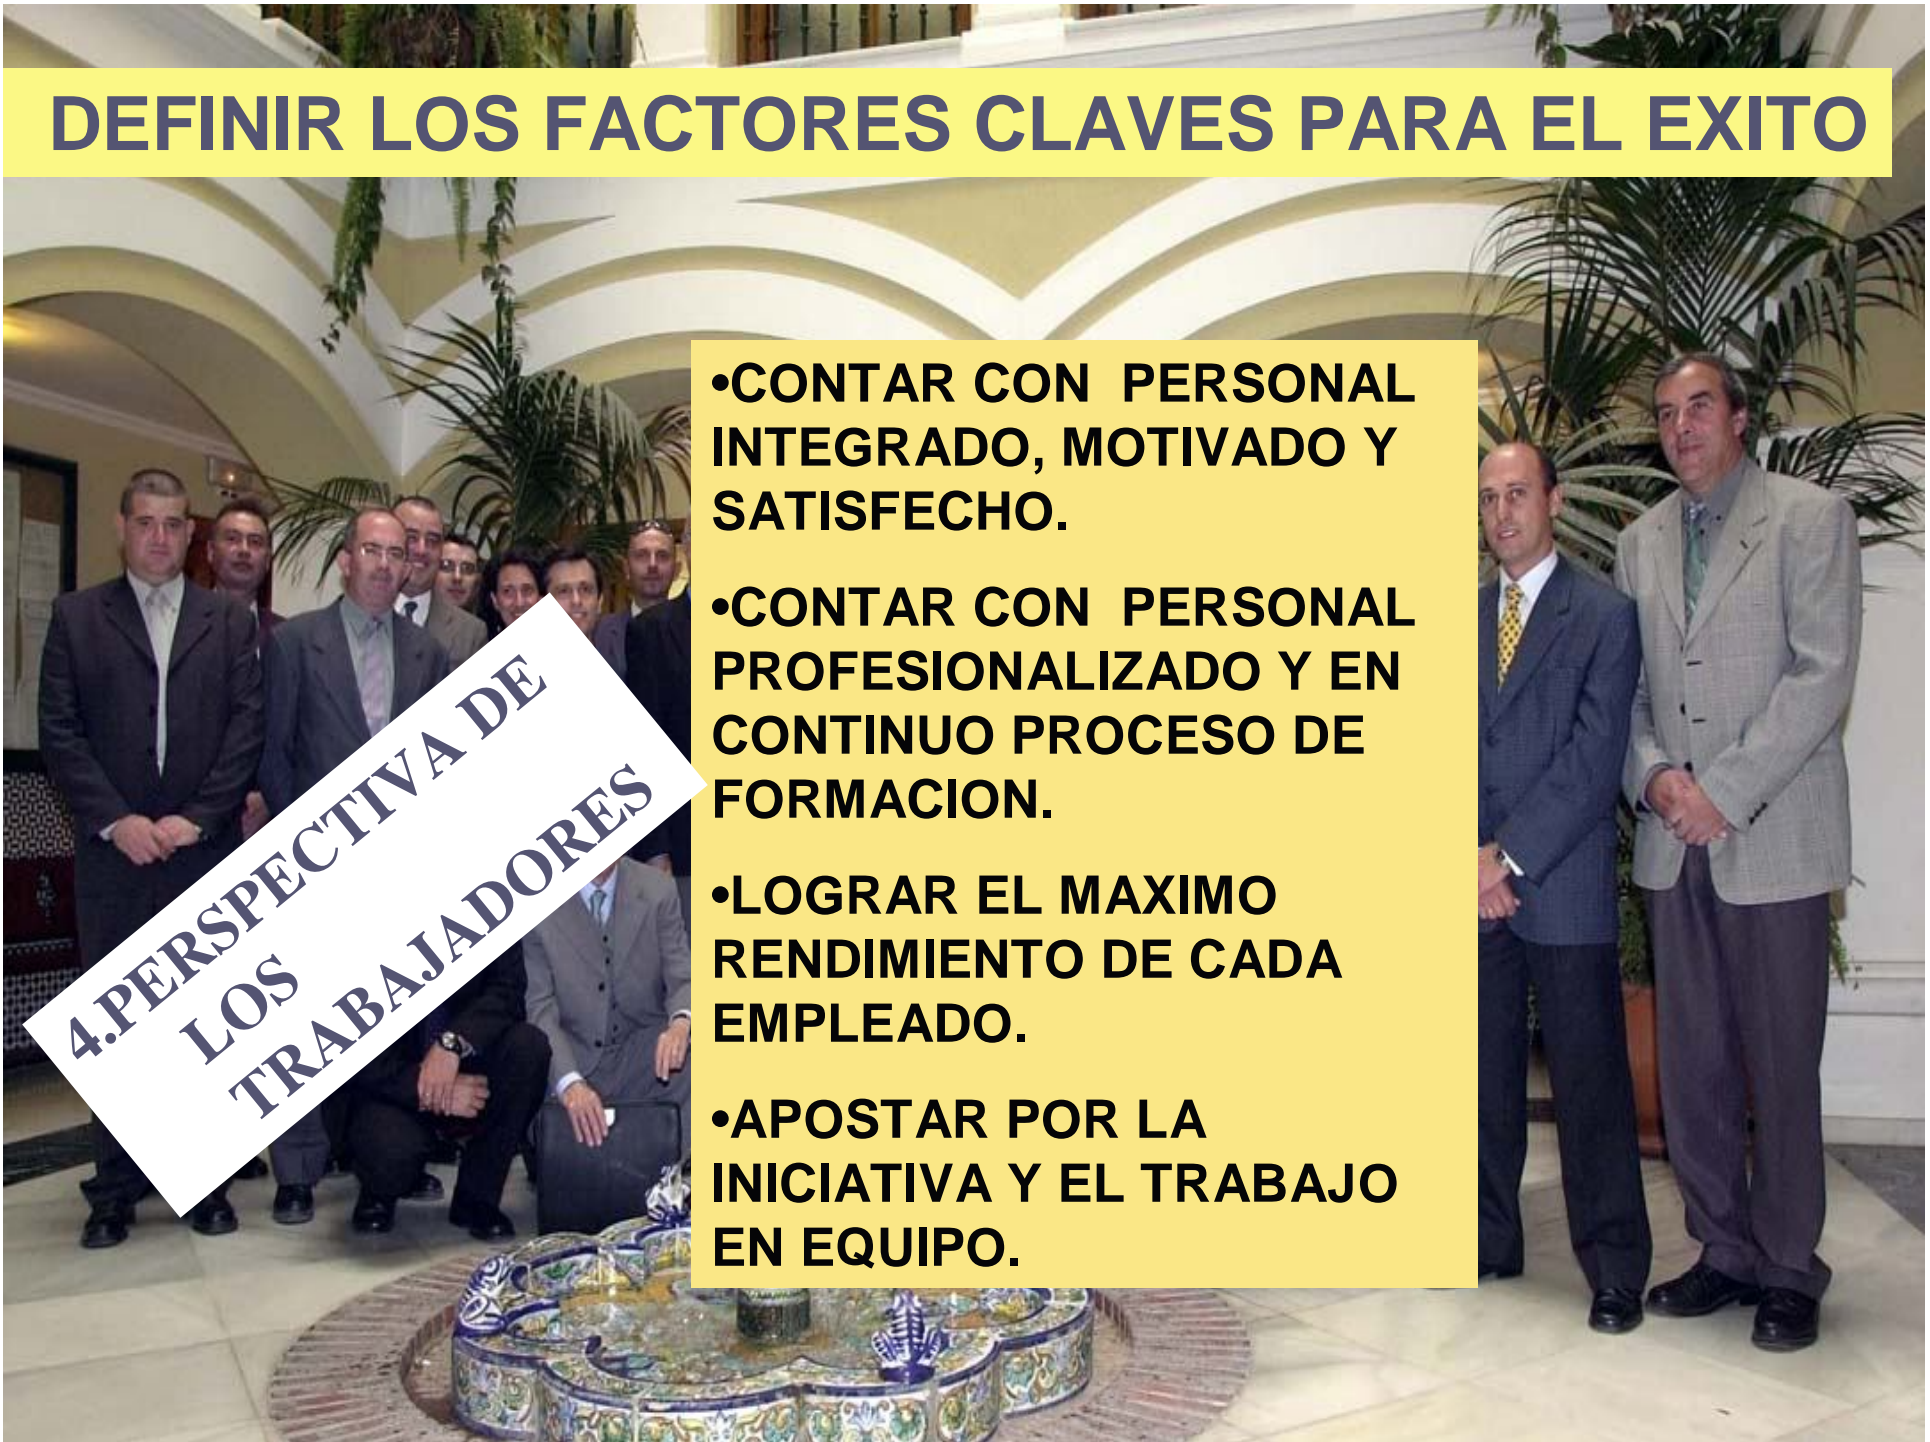 DEFINIR LOS FACTORES CLAVES PARA EL EXITO
•CONTAR CON PERSONAL
INTEGRADO, MOTIVADO Y
SATISFECHO.
•CONTAR CON PERSONAL
PROFESIONALIZADO Y EN
CONTINUO PROCESO DE
FORMACION.
•LOGRAR EL MAXIMO
RENDIMIENTO DE CADA
EMPLEADO.
•APOSTAR POR LA
INICIATIVA Y EL TRABAJO
EN EQUIPO.
4.PERSPECTIVA DE
LOS
TRABAJADORES